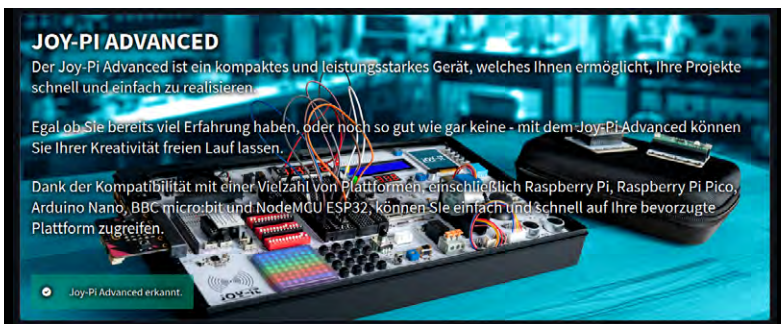 JOY-PI ADVANCED
Der Joy-Pi Advanced ist ein kompaktes und leistungsstarkes Gerät, welches Ihnen ermöglicht, Ihre Projekte
schnell und einfach zu realisieren.
Egal ob Sie bereits viel Erfahrung haben, oder noch so gut wie gar keine - mit dem Joy-Pi Advanced können
Sie Ihrer Kreativität freien Lauf lassen.
Dank der Kompatibilität mit einer Vielzahl von Plattformen, einschließlich Raspberry Pi, Raspberry Pi Pico,
Arduino Nano, BBC micro:bit und NodeMCU ESP32, können SIe einfach und schnell auf Ihre bevorzugte
Plattform zugreifen.
Joy-Pi Advanced erkannt.